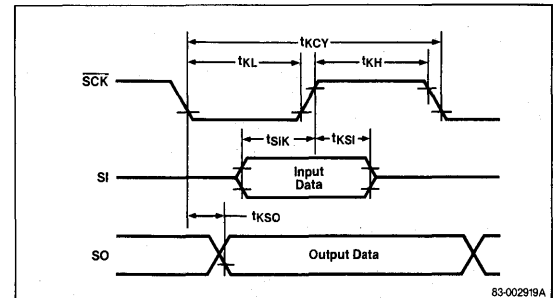 tKCY
tKL
tKH
SCK
tSIK
tKSI
SI
Input
Data
tKSO
SO
Output Data
83-002919A